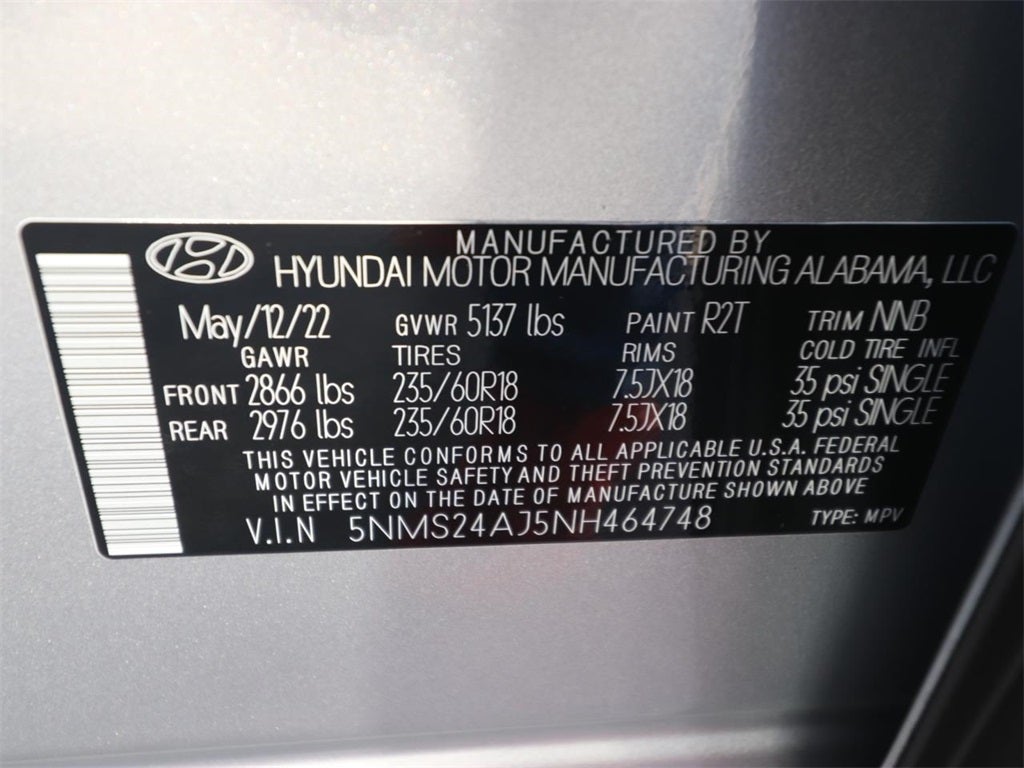 MANUFACTURED BY
HYUNDAI MOTOR MANUFACTURING ALABAMA, LLC
May/12/22 GVWR 5137 lbs PAINT R2T TRIM NNB
GAWR TIRES RIMS COLD TIRE INFL
FRONT 2866 lbs 235/60R18 7.5JX18 35 psi SINGLE
REAR 2976 lbs 235/60R18 7.5JX18 35 psi SINGLE
THIS VEHICLE CONFORMS TO ALL APPLICABLE U.S.A. FEDERAL
MOTOR VEHICLE SAFETY AND THEFT PREVENTION STANDARDS
IN EFFECT ON THE DATE OF MANUFACTURE SHOWN ABOVE
V.I.N 5NMS24AJ5NH464748 TYPE: MPV